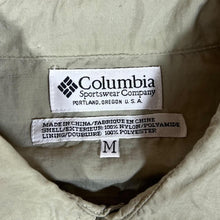 Columbia
Sportswear Company
PORTLAND, OREGON U.S.A.
MADE IN CHINA/FABRIQUE EN CHINE
SHELL/EXTERIEUR: 100% NYLON/POLYAMIDE
LINING/DOUBLURE: 100% POLYESTER
M